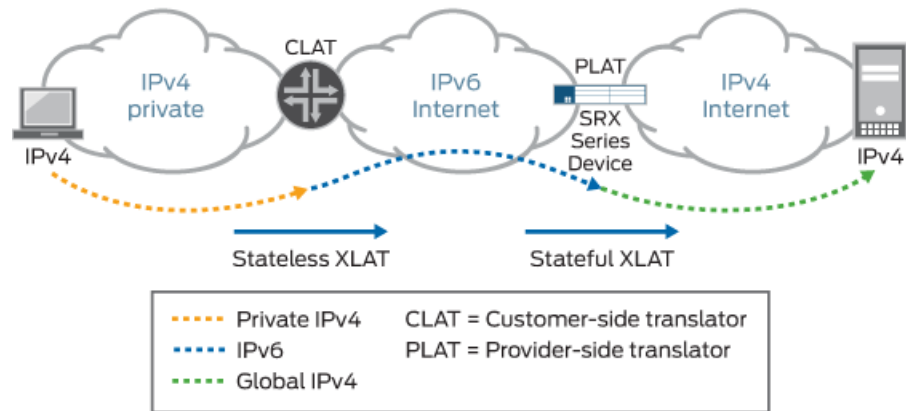 CLAT
IPv4
private
IPv6
Internet
PLAT
IPv4
Internet
IPv4
SRX
Series
Device
IPv4
Stateless XLAT
Stateful XLAT
Private IPv4
CLAT = Customer-side translator
IPv6
PLAT = Provider-side translator
Global IPv4